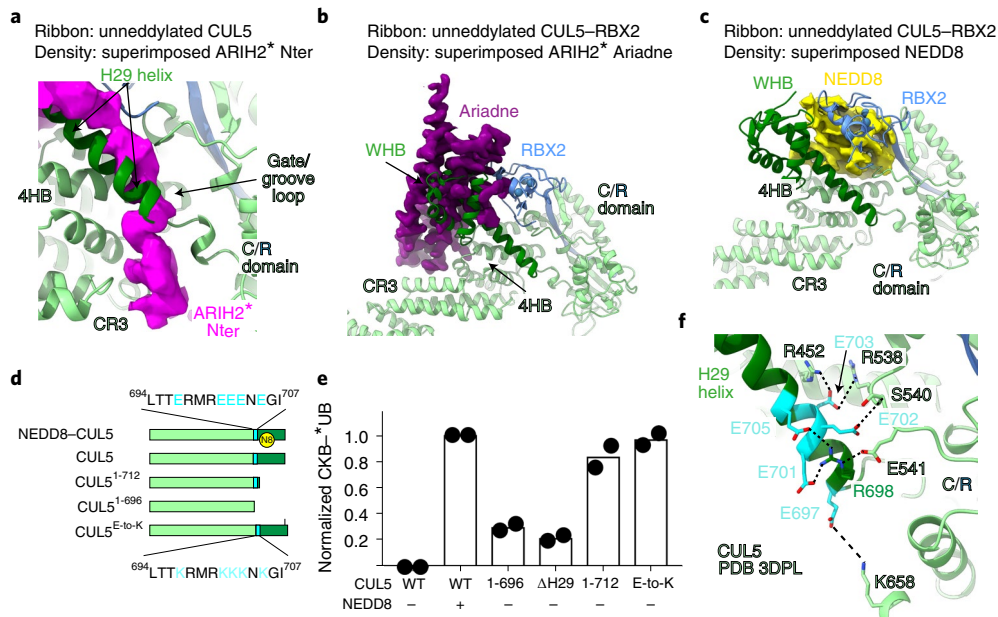 a
Ribbon: unneddylated CUL5
Density: superimposed ARIH2* Nter
H29 helix
4HB
Gate/
groove
loop
C/R
domain
CR3
ARIH2*
Nter
b
Ribbon: unneddylated CUL5–RBX2
Density: superimposed ARIH2* Ariadne
Ariadne
WHB
RBX2
C/R
domain
CR3
4HB
c
Ribbon: unneddylated CUL5–RBX2
Density: superimposed NEDD8
WHB
NEDD8
RBX2
4HB
CR3
C/R
domain
d
694LTTERMREEENEGI707
NEDD8–CUL5
N8
CUL5
CUL51-712
CUL51-696
CUL5E-to-K
694LTTKRMRKKKNKGI707
e
Normalized CKB–*UB
1.0
0.8
0.6
0.4
0.2
CUL5 WT WT 1-696 ΔH29 1-712 E-to-K
NEDD8 – + – – – –
f
E703
R452
R538
H29
helix
S540
E705
E702
E701
E541
R698
C/R
E697
CUL5
PDB 3DPL
K658